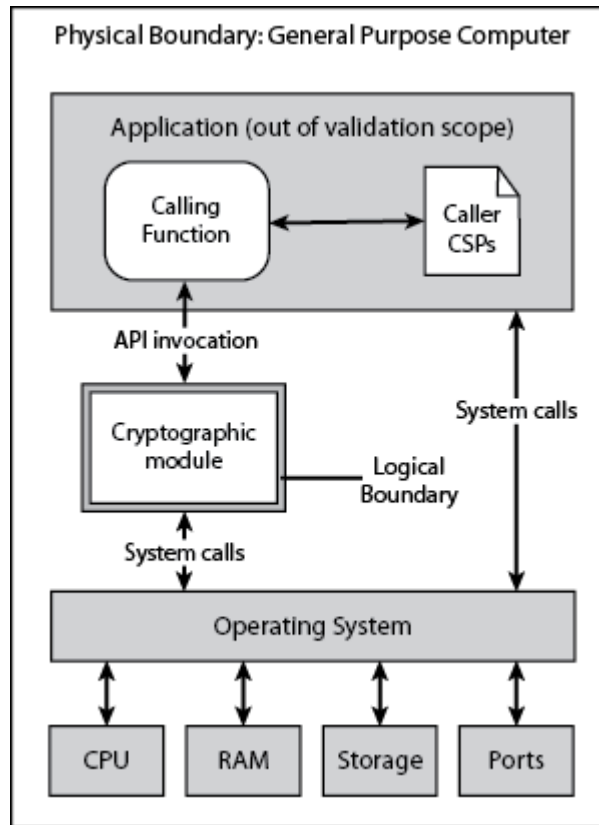 Physical Boundary: General Purpose Computer
Application (out of validation scope)
Calling
Function
Caller
CSPs
API invocation
System calls
Cryptographic
module
Logical
Boundary
System calls
Operating System
CPU
RAM
Storage
Ports